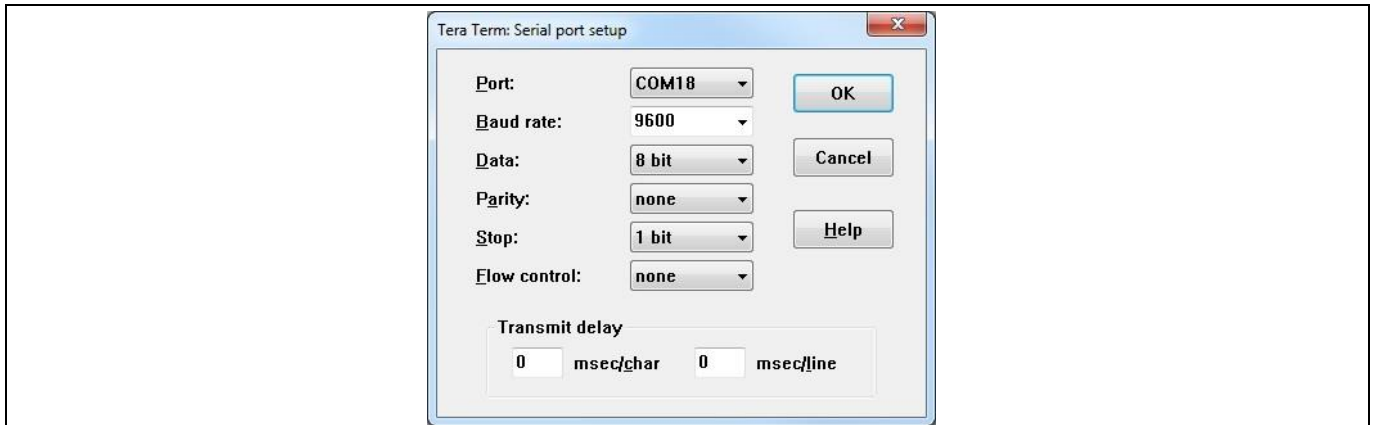 Tera Term: Serial port setup
Port: COM18 OK
Baud rate: 9600
Data: 8 bit Cancel
Parity: none
Stop: 1 bit Help
Flow control: none
Transmit delay
0 msec/char 0 msec/line